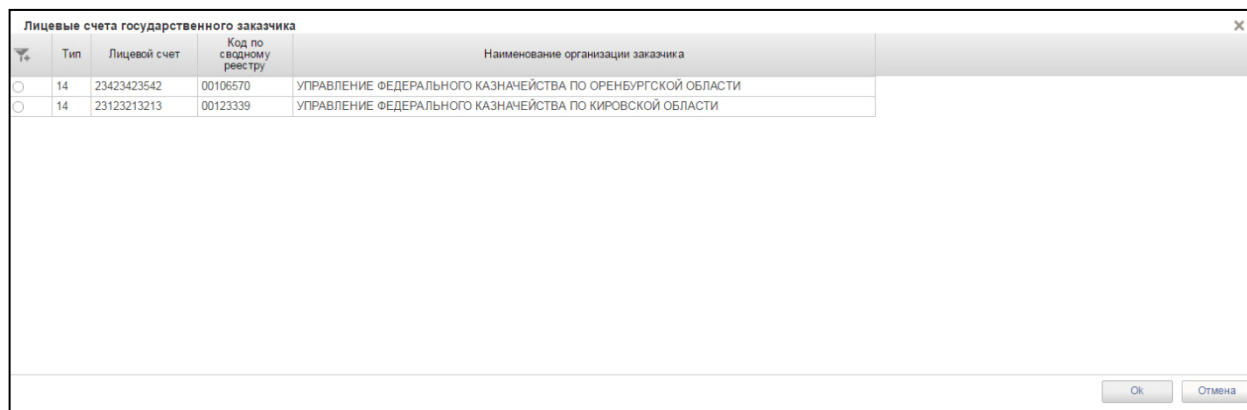 Лицевые счета государственного заказчика
Тип Лицевой счет Код по сводному реестру Наименование организации заказчика
14 23423423542 00106570 УПРАВЛЕНИЕ ФЕДЕРАЛЬНОГО КАЗНАЧЕЙСТВА ПО ОРЕНБУРГСКОЙ ОБЛАСТИ
14 23123213213 00123339 УПРАВЛЕНИЕ ФЕДЕРАЛЬНОГО КАЗНАЧЕЙСТВА ПО КИРОВСКОЙ ОБЛАСТИ
Ok Отмена